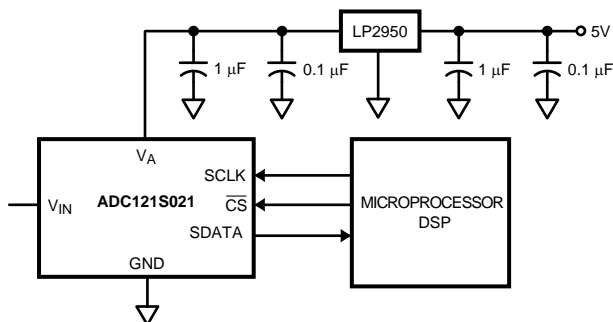 LP2950
5V
1 μF
0.1 μF
1 μF
0.1 μF
VA
SCLK
VIN
ADC121S021
CS
MICROPROCESSOR
DSP
SDATA
GND